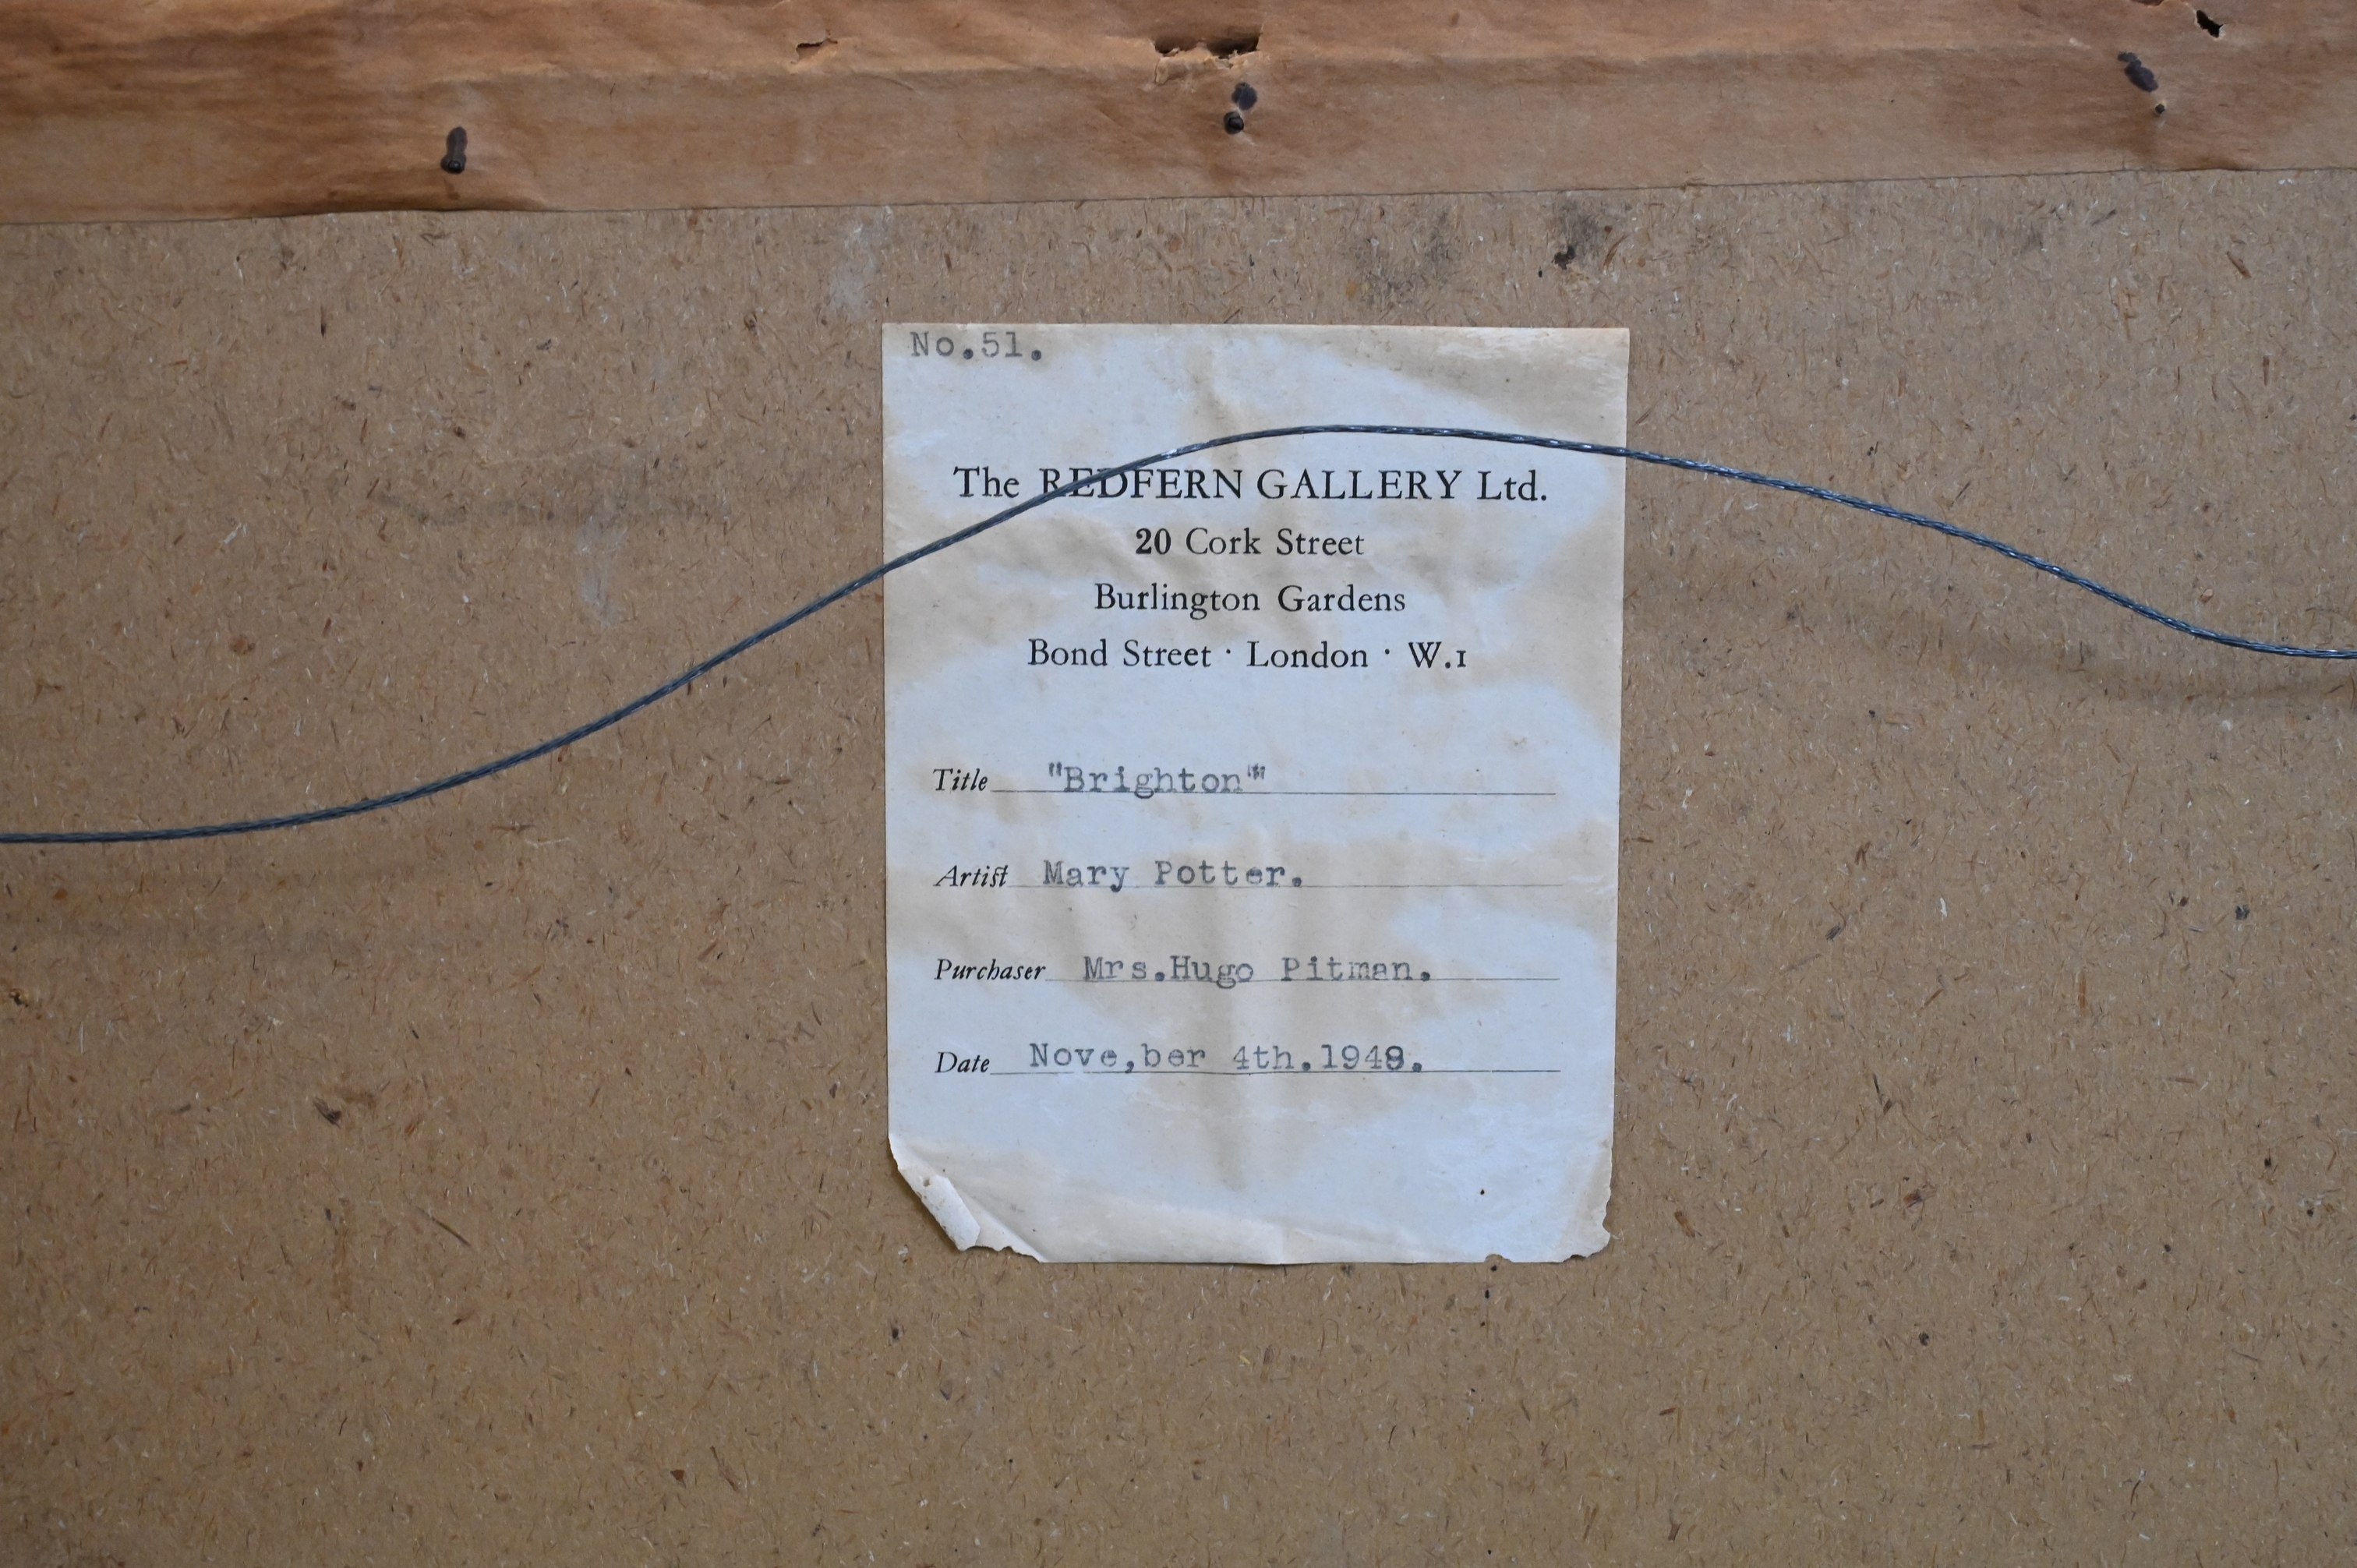 No.51.
The REDFERN GALLERY Ltd.
20 Cork Street
Burlington Gardens
Bond Street · London · W.1
Title "Brighton"
Artist Mary Potter.
Purchaser Mrs.Hugo Pitman.
Date Nove,ber 4th.1948.